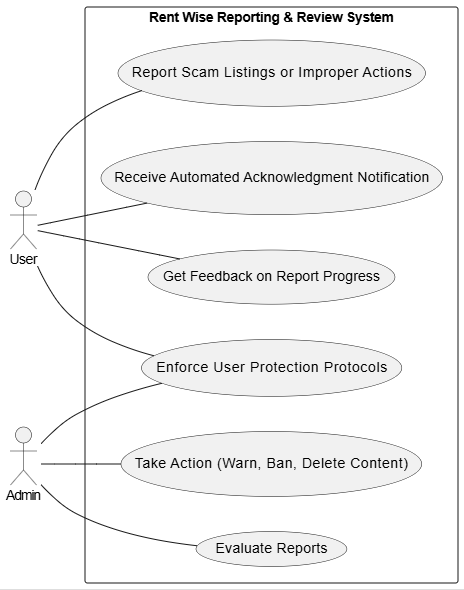 Rent Wise Reporting & Review System
Report Scam Listings or Improper Actions
Receive Automated Acknowledgment Notification
User
Get Feedback on Report Progress
Enforce User Protection Protocols
Take Action (Warn, Ban, Delete Content)
Admin
Evaluate Reports